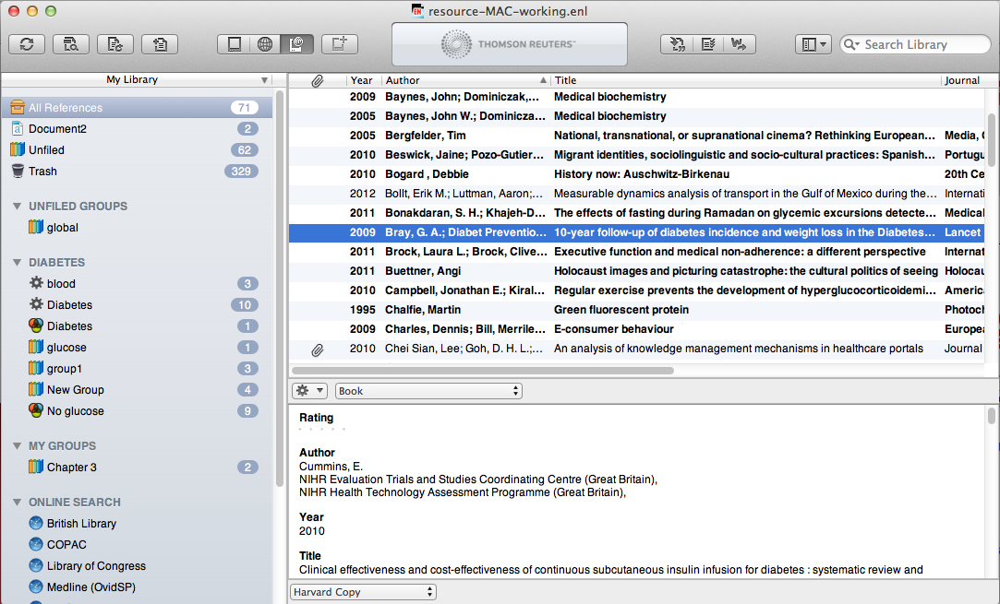 resource-MAC-working.enl
THOMSON REUTERS™
Search Library
My Library
All References 71
Document2 2
Unfiled 62
Trash 329
UNFILED GROUPS
global
DIABETES
blood 3
Diabetes 10
Diabetes 1
glucose 1
group1 3
New Group 4
No glucose 9
MY GROUPS
Chapter 3 2
ONLINE SEARCH
British Library
COPAC
Library of Congress
Medline (OvidSP)
Year Author Title Journal
2009 Baynes, John; Dominiczak,... Medical biochemistry
2005 Baynes, John W.; Dominicza... Medical biochemistry
2005 Bergfelder, Tim National, transnational, or supranational cinema? Rethinking European... Media, C
2010 Beswick, Jaine; Pozo-Gutier... Migrant identities, sociolinguistic and socio-cultural practices: Spanish... Portugu
2010 Bogard , Debbie History now: Auschwitz-Birkenau 20th Ce
2012 Bollt, Erik M.; Luttman, Aaron;... Measurable dynamics analysis of transport in the Gulf of Mexico during the... Internati
2011 Bonakdaran, S. H.; Khajeh-D... The effects of fasting during Ramadan on glycemic excursions detecte... Medical
2009 Bray, G. A.; Diabet Preventio... 10-year follow-up of diabetes incidence and weight loss in the Diabetes... Lancet
2011 Brock, Laura L.; Brock, Clive... Executive function and medical non-adherence: a different perspective Internat
2011 Buettner, Angi Holocaust images and picturing catastrophe: the cultural politics of seeing Holocau
2010 Campbell, Jonathan E.; Kiral... Regular exercise prevents the development of hyperglucocorticoidemi... America
1995 Chalfie, Martin Green fluorescent protein Photoch
2009 Charles, Dennis; Bill, Merrile... E-consumer behaviour Europea
2010 Chei Sian, Lee; Goh, D. H. L.;... An analysis of knowledge management mechanisms in healthcare portals Journal
Book
Rating
Author
Cummins, E.
NIHR Evaluation Trials and Studies Coordinating Centre (Great Britain),
NIHR Health Technology Assessment Programme (Great Britain),
Year
2010
Title
Clinical effectiveness and cost-effectiveness of continuous subcutaneous insulin infusion for diabetes : systematic review and
Harvard Copy